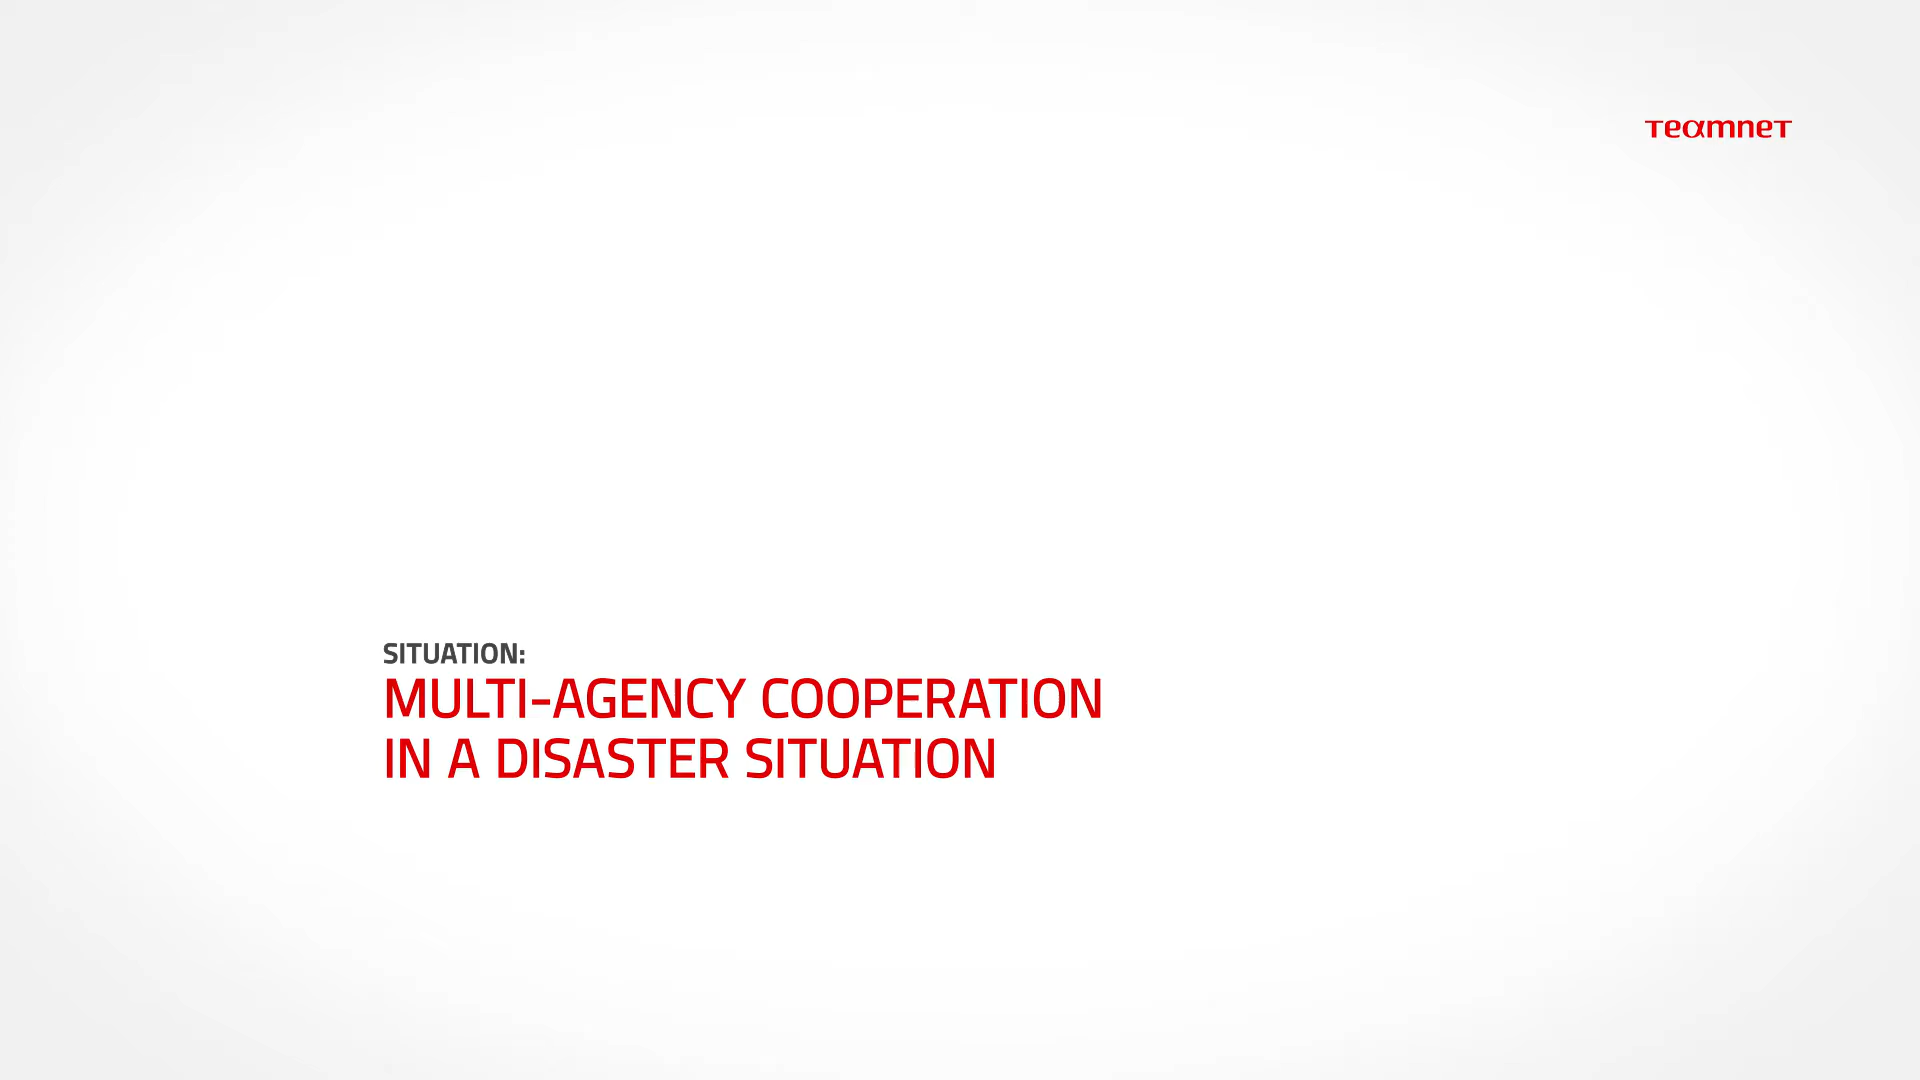 teamnet
SITUATION:
MULTI-AGENCY COOPERATION
IN A DISASTER SITUATION